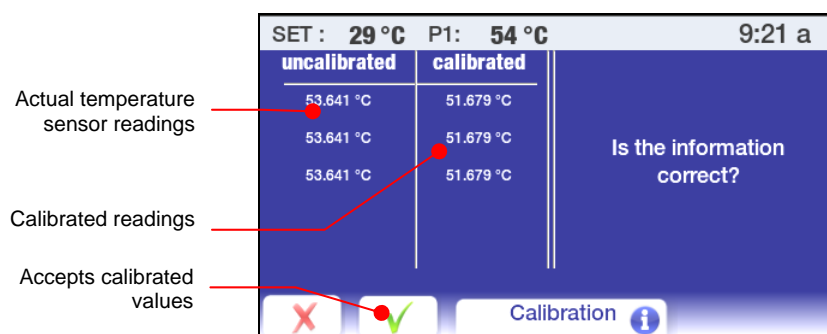 SET : 29 °C P1: 54 °C 9:21 a
uncalibrated calibrated
Actual temperature
sensor readings
53.641 °C 51.679 °C
53.641 °C 51.679 °C
53.641 °C 51.679 °C
Is the information
correct?
Calibrated readings
Accepts calibrated
values
Calibration i